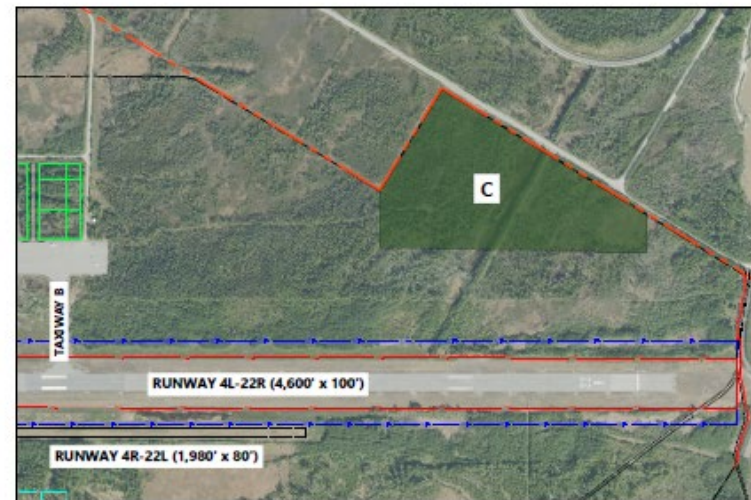 C
TAXIWAY B
RUNWAY 4L-22R (4,600' x 100')
RUNWAY 4R-22L (1,980' x 80')